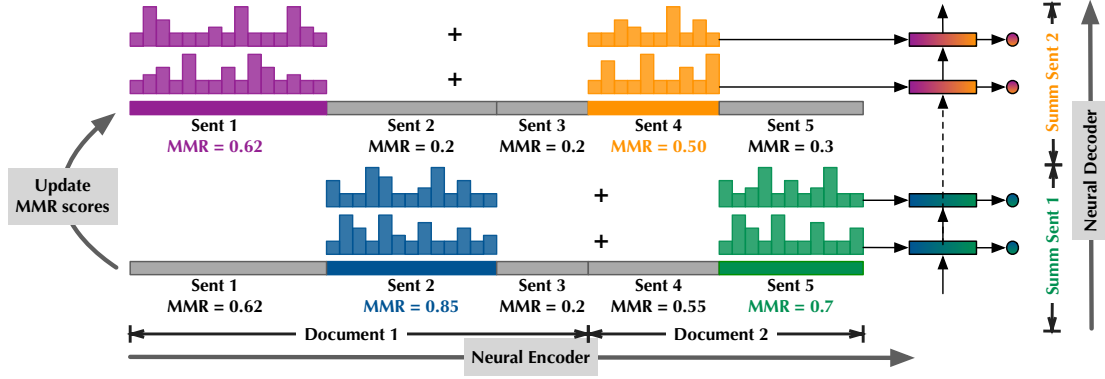 +
+
Sent 1
Sent 2
Sent 3
Sent 4
Sent 5
MMR = 0.62
MMR = 0.2
MMR = 0.2
MMR = 0.50
MMR = 0.3
Update
MMR scores
+
+
Sent 1
Sent 2
Sent 3
Sent 4
Sent 5
MMR = 0.62
MMR = 0.85
MMR = 0.2
MMR = 0.55
MMR = 0.7
Document 1
Document 2
Neural Encoder
Summ Sent 2
Summ Sent 1
Neural Decoder